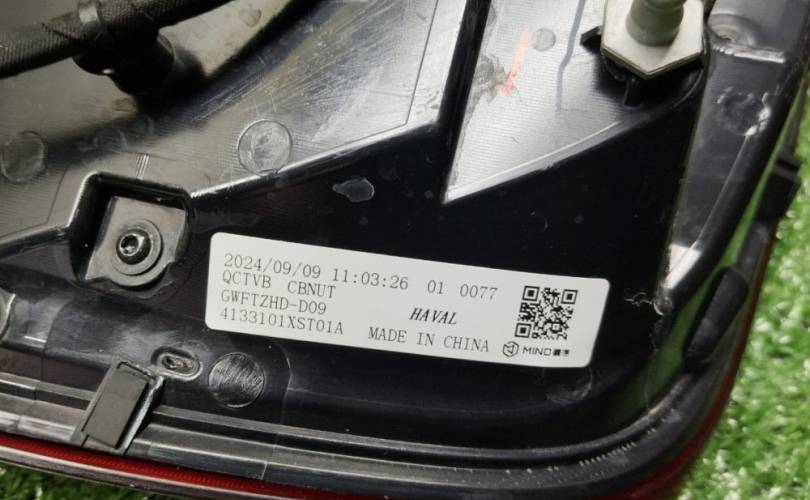 2024/09/09 11:03:26 01 0077
QCTVB CBNUT
GWFTZHD-D09 HAVAL
4133101XST01A MADE IN CHINA MIND